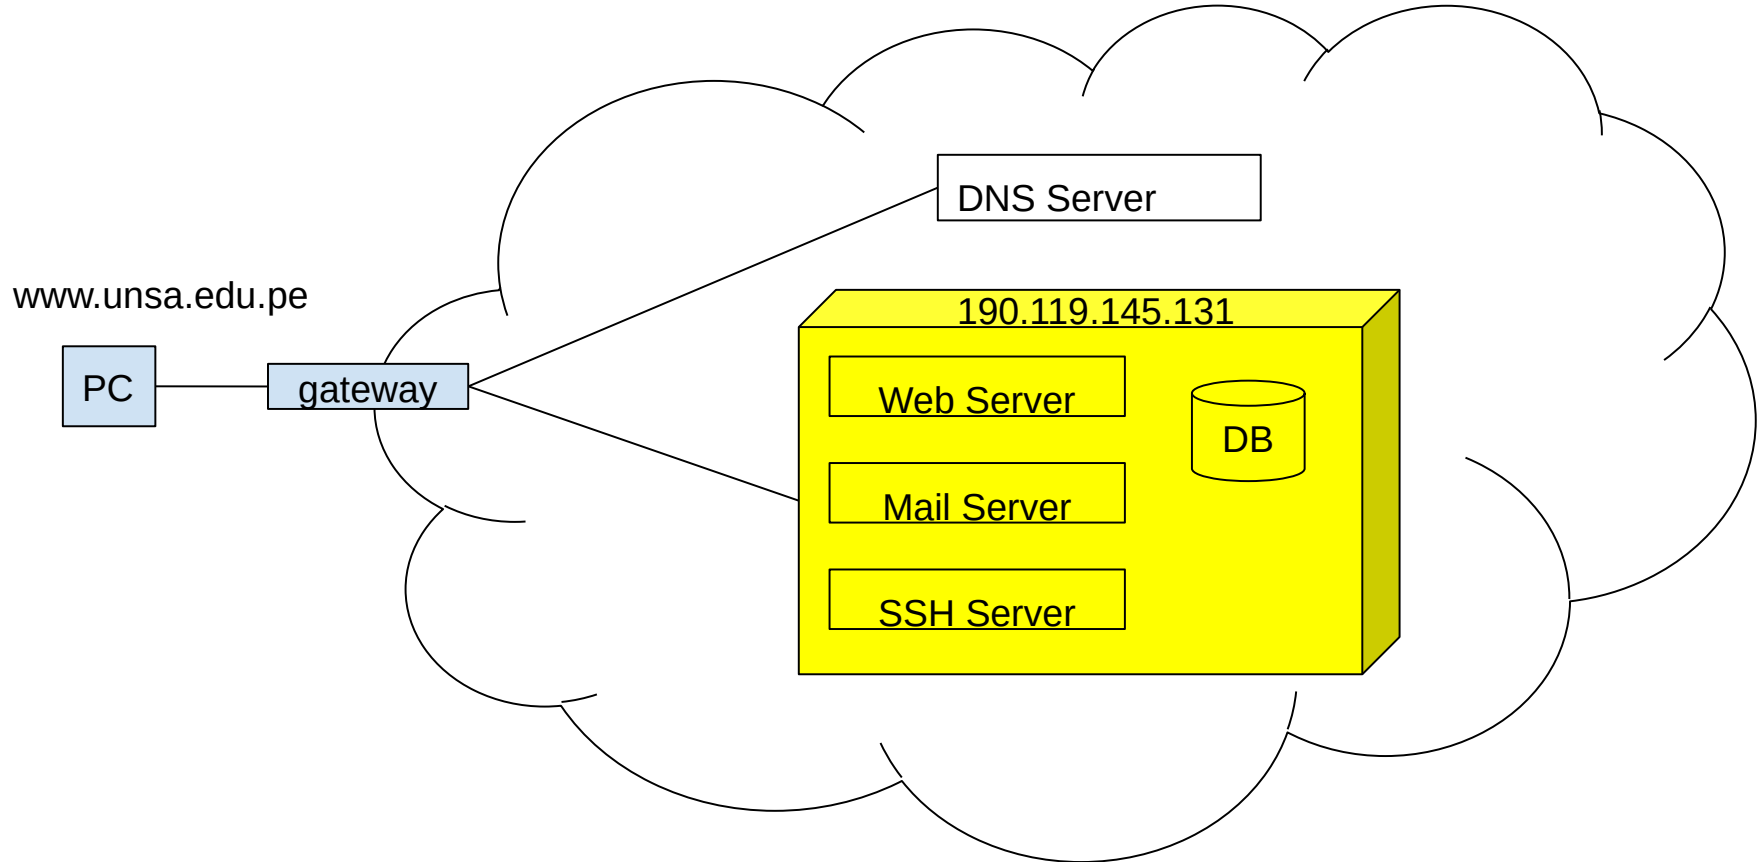 DNS Server
www.unsa.edu.pe
190.119.145.131
PC
gateway
Web Server
DB
Mail Server
SSH Server